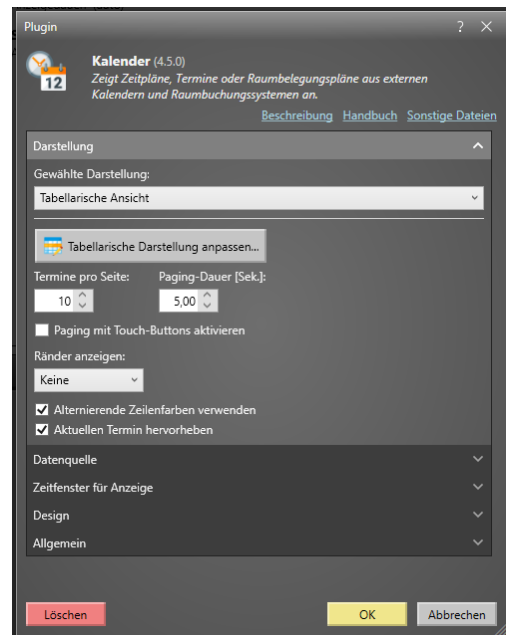 Plugin
? ×
12
Kalender (4.5.0)
Zeigt Zeitpläne, Termine oder Raumbelegungspläne aus externen
Kalendern und Raumbuchungssystemen an.
Beschreibung Handbuch Sonstige Dateien
Darstellung
Gewählte Darstellung:
Tabellarische Ansicht
Tabellarische Darstellung anpassen...
Termine pro Seite: Paging-Dauer [Sek.]:
10 5,00
Paging mit Touch-Buttons aktivieren
Ränder anzeigen:
Keine
Alternierende Zeilenfarben verwenden
Aktuellen Termin hervorheben
Datenquelle
Zeitfenster für Anzeige
Design
Allgemein
Löschen OK Abbrechen